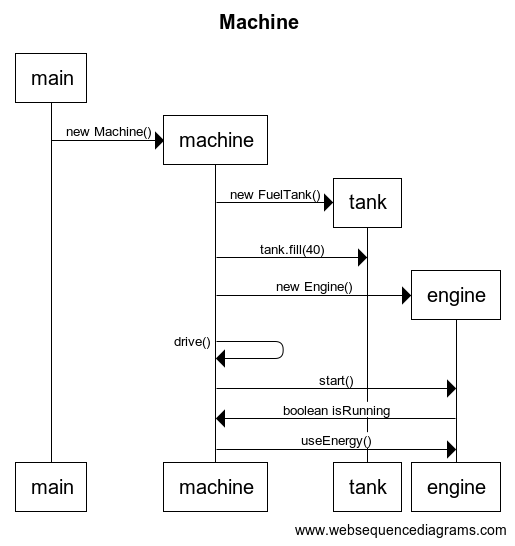 Machine
main
new Machine()
machine
new FuelTank()
tank
tank.fill(40)
new Engine()
engine
drive()
start()
boolean isRunning
useEnergy()
main machine tank engine
www.websequencediagrams.com